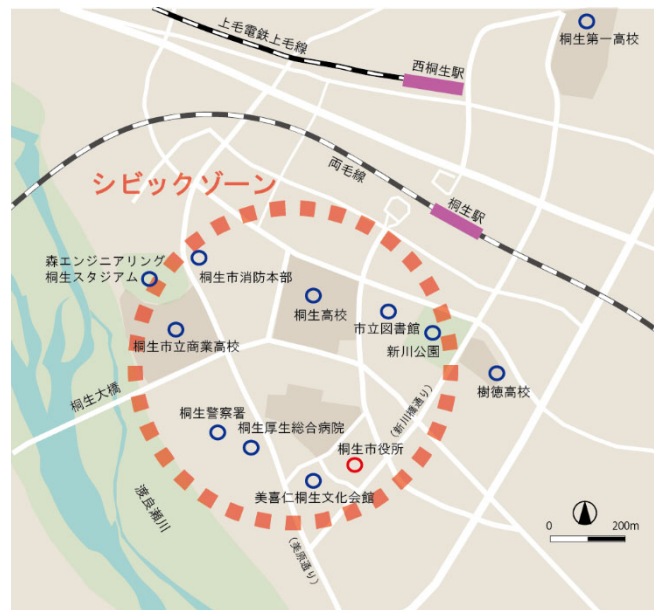 上毛電鉄上毛線
西桐生駅
桐生第一高校
両毛線
シビックゾーン
桐生駅
森エンジニアリング
桐生スタジアム
桐生市消防本部
桐生高校
市立図書館
新川公園
桐生市立商業高校
樹徳高校
桐生大橋
(新川堀通り)
桐生警察署
桐生厚生総合病院
桐生市役所
美喜仁桐生文化会館
渡良瀬川
(美原通り)
0 200m